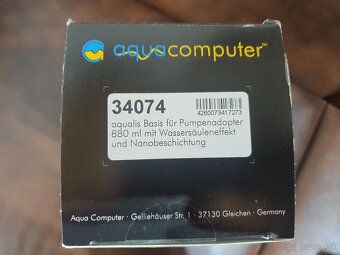 aquacomputer™
34074
4260073417273
aqualis Basis für Pumpenadapter
880 ml mit Wassersäuleneffekt
und Nanobeschichtung
Aqua Computer · Gelliehäuser Str. 1 · 37130 Gleichen · Germany